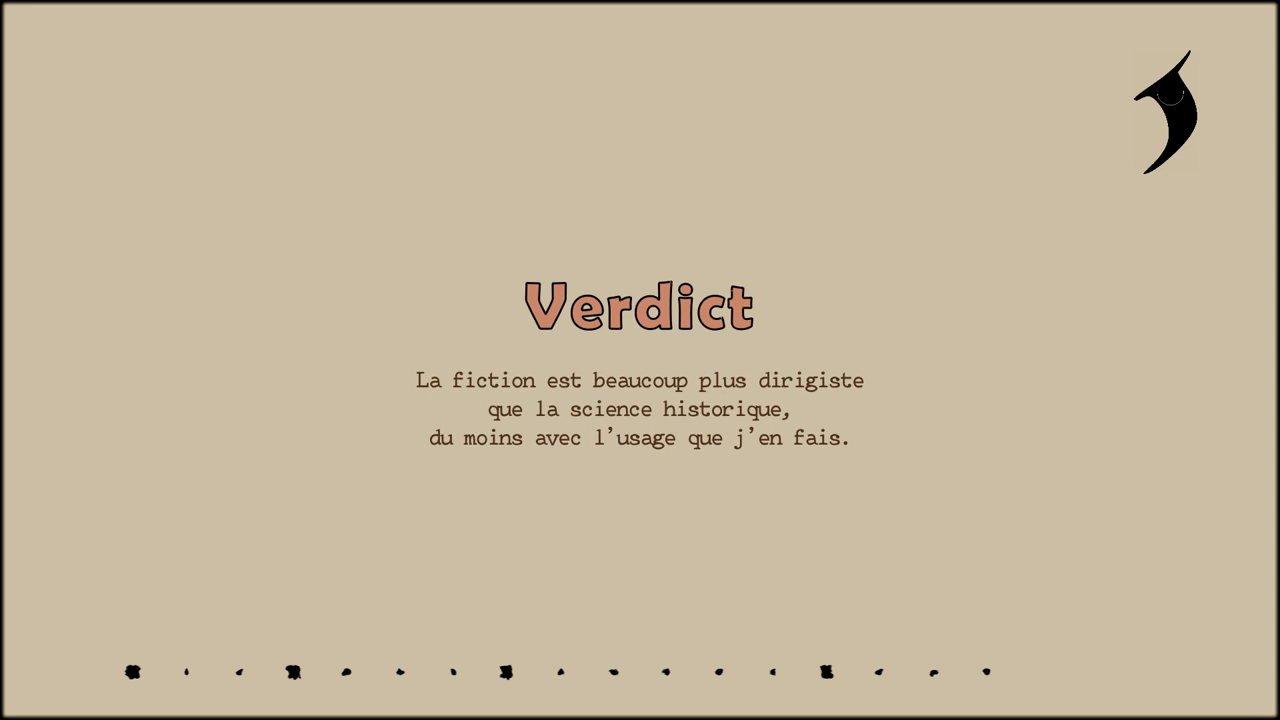 Verdict
La fiction est beaucoup plus dirigiste
que la science historique,
du moins avec l’usage que j’en fais.